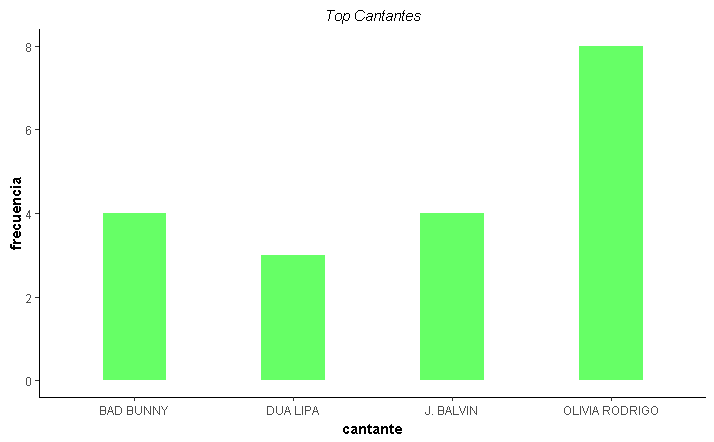 Top Cantantes
frecuencia
8
6
4
2
0
BAD BUNNY
DUA LIPA
J. BALVIN
OLIVIA RODRIGO
cantante